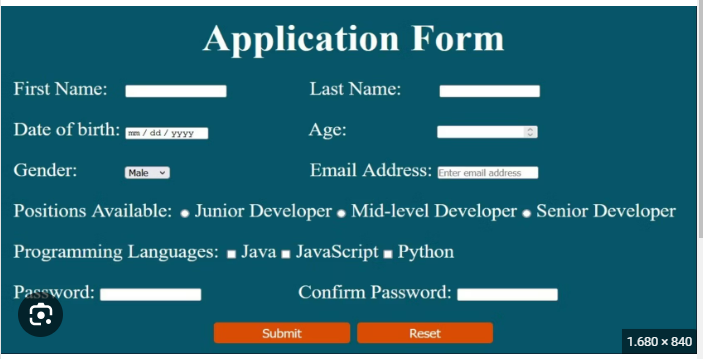 Application Form
First Name: Last Name:
Date of birth: mm / dd / yyyy Age:
Gender: Male Email Address: Enter email address
Positions Available: Junior Developer Mid-level Developer Senior Developer
Programming Languages: Java JavaScript Python
Password: Confirm Password:
Submit Reset
1.680 × 840